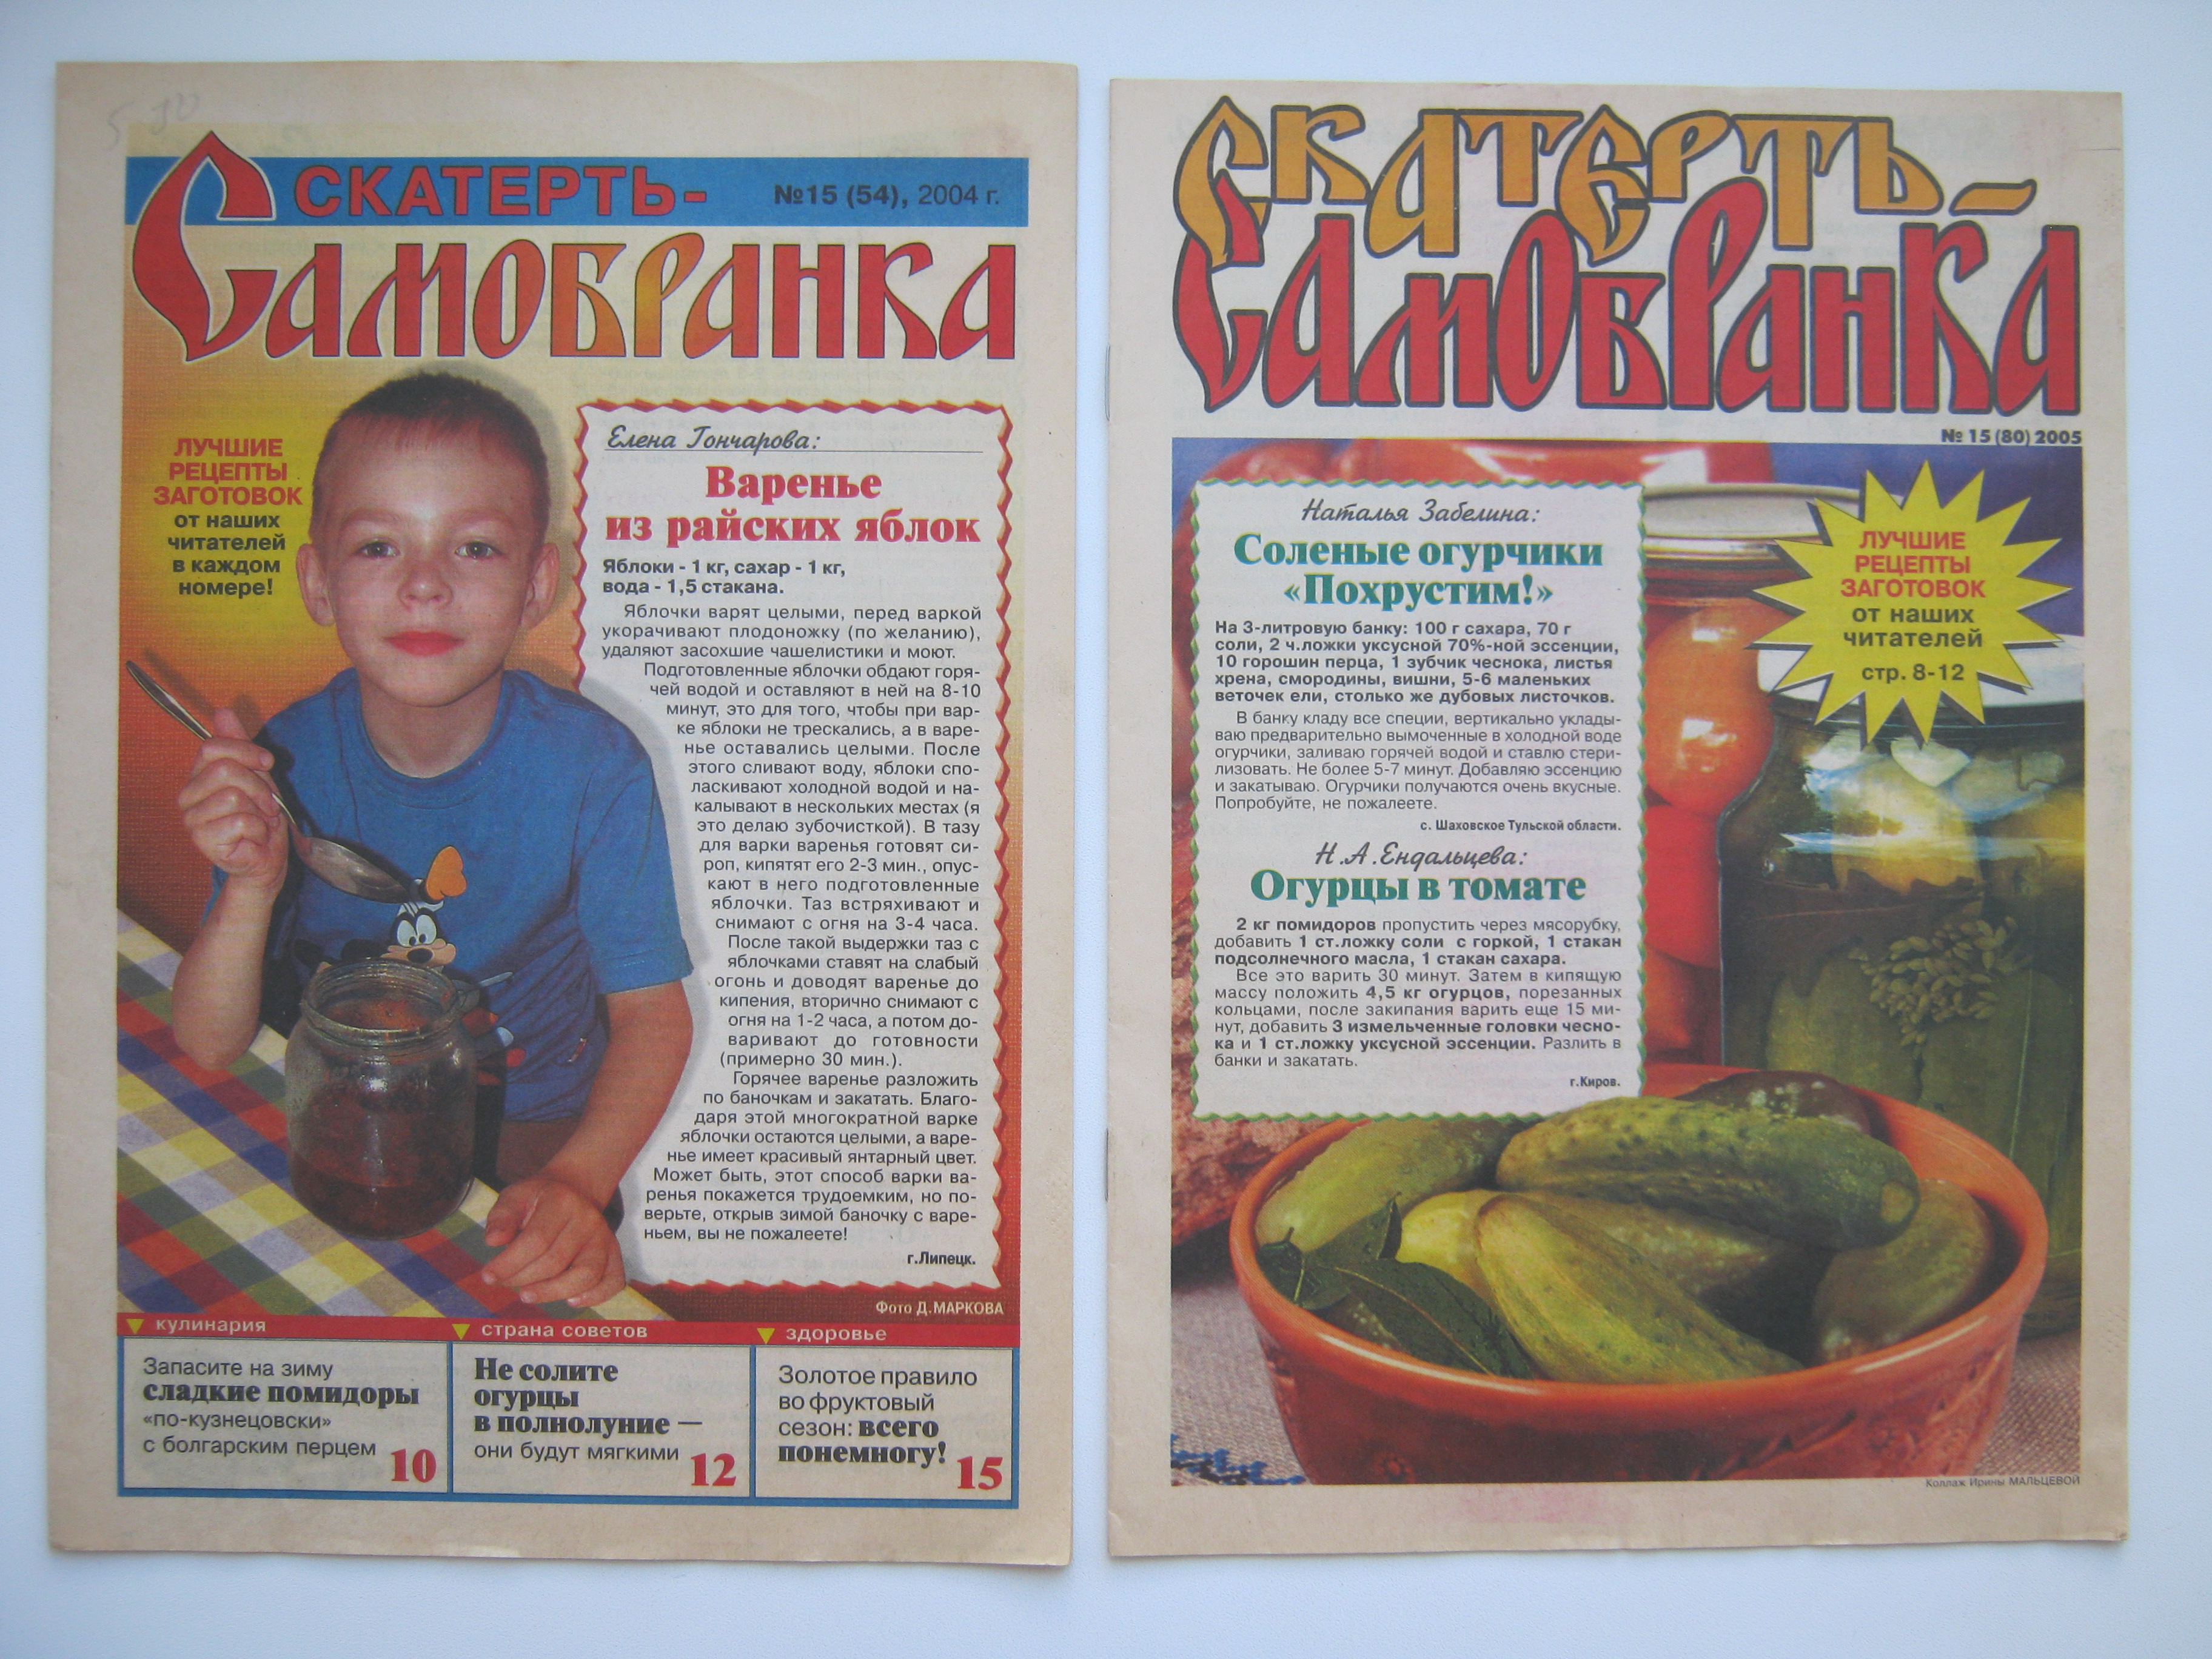 СКАТЕРТЬ-
№15 (54), 2004 г.
САМОБРАНКА
ЛУЧШИЕ
РЕЦЕПТЫ
ЗАГОТОВОК
от наших
читателей
в каждом
номере!
Елена Гончарова:
Варенье
из райских яблок
Яблоки - 1 кг, сахар - 1 кг,
вода - 1,5 стакана.
Яблочки варят целыми, перед варкой
укорачивают плодоножку (по желанию),
удаляют засохшие чашелистики и моют.
Подготовленные яблочки обдают горя-
чей водой и оставляют в ней на 8-10
минут, это для того, чтобы при вар-
ке яблоки не трескались, а в варе-
нье оставались целыми. После
этого сливают воду, яблоки спо-
ласкивают холодной водой и на-
калывают в нескольких местах (я
это делаю зубочисткой). В тазу
для варки варенья готовят си-
роп, кипятят его 2-3 мин., опус-
кают в него подготовленные
яблочки. Таз встряхивают и
снимают с огня на 3-4 часа.
После такой выдержки таз с
яблочками ставят на слабый
огонь и доводят варенье до
кипения, вторично снимают с
огня на 1-2 часа, а потом до-
варивают до готовности
(примерно 30 мин.).
Горячее варенье разложить
по баночкам и закатать. Благо-
даря этой многократной варке
яблочки остаются целыми, а варе-
нье имеет красивый янтарный цвет.
Может быть, этот способ варки ва-
ренья покажется трудоемким, но по-
верьте, открыв зимой баночку с варе-
ньем, вы не пожалеете!
г.Липецк.
Фото Д.МАРКОВА
кулинария
Запасите на зиму
сладкие помидоры
«по-кузнецовски»
с болгарским перцем
10
страна советов
Не солите
огурцы
в полнолуние —
они будут мягкими
12
здоровье
Золотое правило
во фруктовый
сезон: всего
понемногу!
15
СКАТЕРТЬ-
САМОБРАНКА
№ 15 (80) 2005
Наталья Забелина:
Соленые огурчики
«Похрустим!»
На 3-литровую банку: 100 г сахара, 70 г
соли, 2 ч.ложки уксусной 70%-ной эссенции,
10 горошин перца, 1 зубчик чеснока, листья
хрена, смородины, вишни, 5-6 маленьких
веточек ели, столько же дубовых листочков.
В банку кладу все специи, вертикально уклады-
ваю предварительно вымоченные в холодной воде
огурчики, заливаю горячей водой и ставлю стери-
лизовать. Не более 5-7 минут. Добавляю эссенцию
и закатываю. Огурчики получаются очень вкусные.
Попробуйте, не пожалеете.
с. Шаховское Тульской области.
Н.А.Ендальцева:
Огурцы в томате
2 кг помидоров пропустить через мясорубку,
добавить 1 ст.ложку соли с горкой, 1 стакан
подсолнечного масла, 1 стакан сахара.
Все это варить 30 минут. Затем в кипящую
массу положить 4,5 кг огурцов, порезанных
кольцами, после закипания варить еще 15 ми-
нут, добавить 3 измельченные головки чесно-
ка и 1 ст.ложку уксусной эссенции. Разлить в
банки и закатать.
г.Киров.
ЛУЧШИЕ
РЕЦЕПТЫ
ЗАГОТОВОК
от наших
читателей
стр. 8-12
Коллаж Ирины МАЛЬЦЕВОЙ